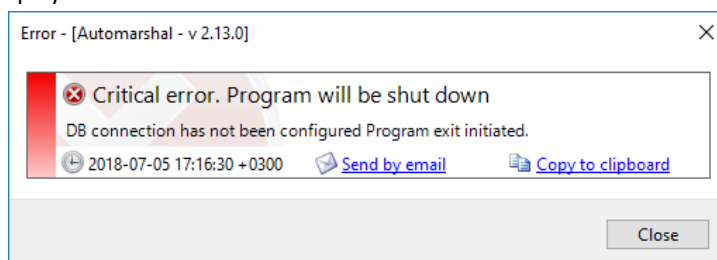 Error - [Automarshal - v 2.13.0]
Critical error. Program will be shut down
DB connection has not been configured Program exit initiated.
2018-07-05 17:16:30 +0300 Send by email Copy to clipboard
Close